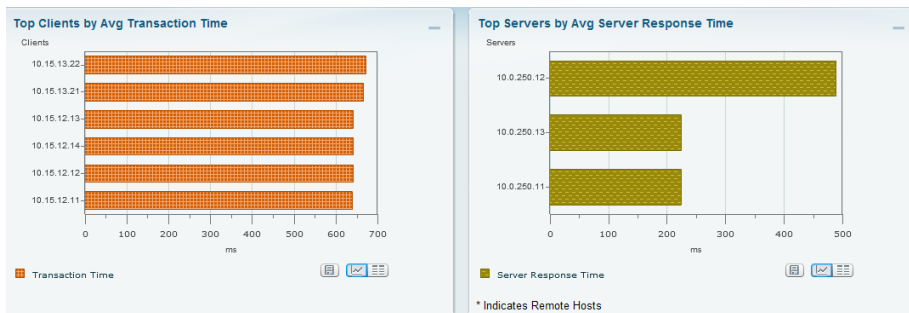 Top Clients by Avg Transaction Time
Clients
10.15.13.22
10.15.13.21
10.15.12.13
10.15.12.14
10.15.12.12
10.15.12.11
0 100 200 300 400 500 600 700
ms
Transaction Time
Top Servers by Avg Server Response Time
Servers
10.0.250.12
10.0.250.13
10.0.250.11
0 100 200 300 400 500
ms
Server Response Time
* Indicates Remote Hosts